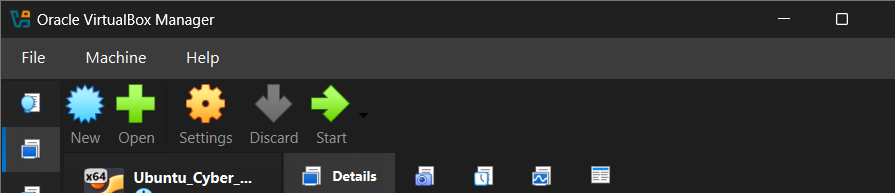 Oracle VirtualBox Manager
File Machine Help
New Open Settings Discard Start
x64 Ubuntu_Cyber_... Details